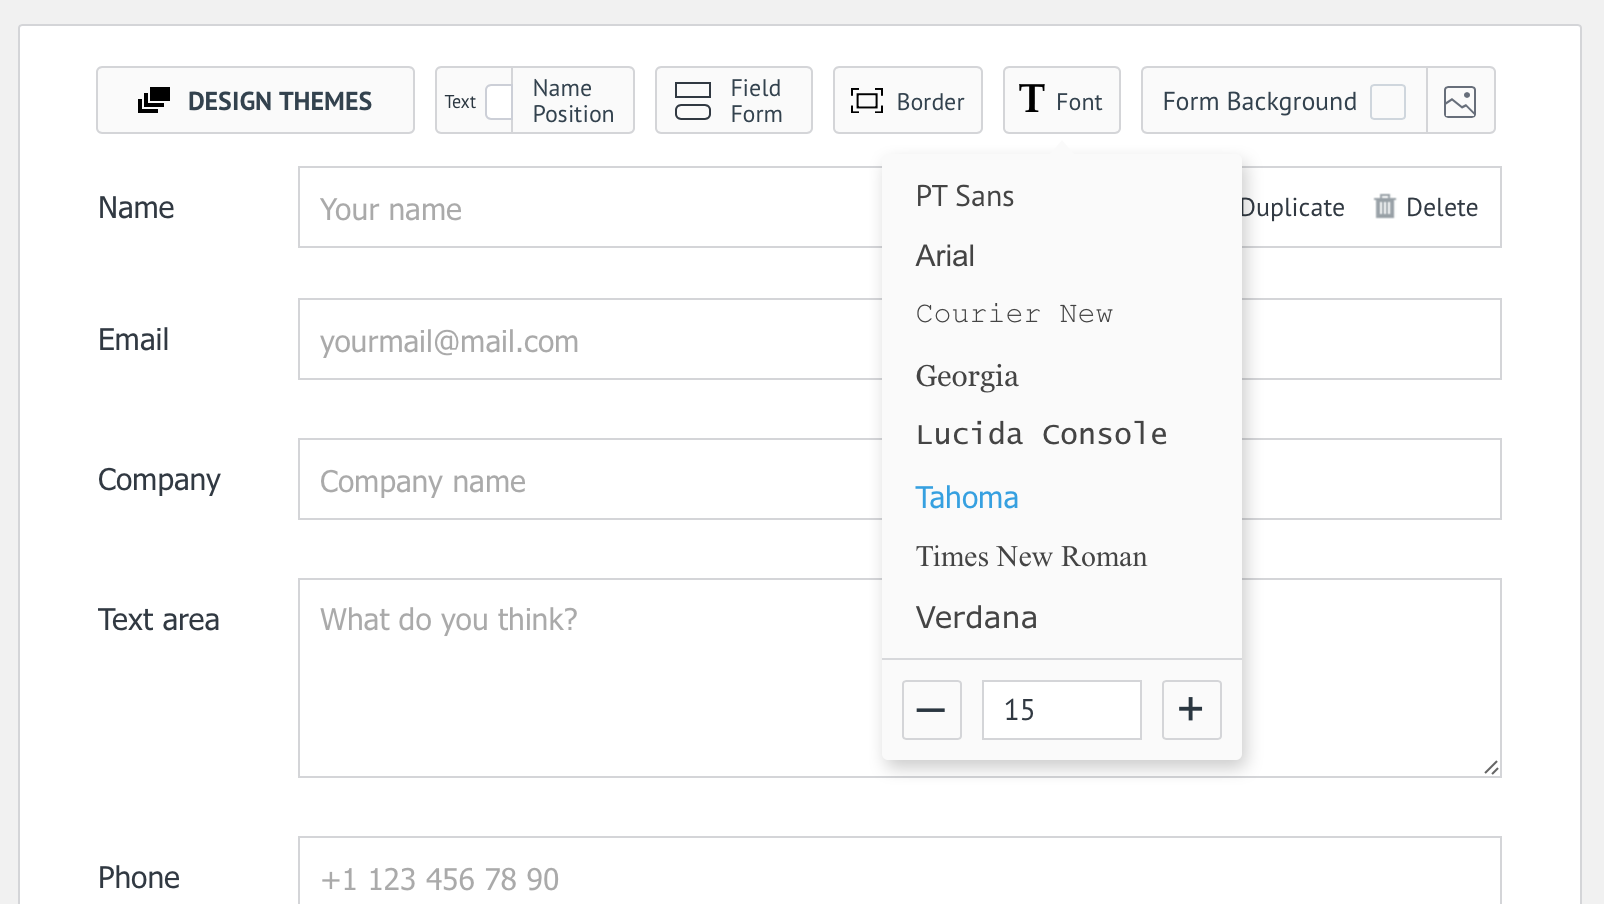 DESIGN THEMES
Text
Name
Position
Field
Form
Border
T Font
Form Background
Name
Your name
Duplicate
Delete
Email
yourmail@mail.com
Company
Company name
Text area
What do you think?
Phone
+1 123 456 78 90
PT Sans
Arial
Courier New
Georgia
Lucida Console
Tahoma
Times New Roman
Verdana
15